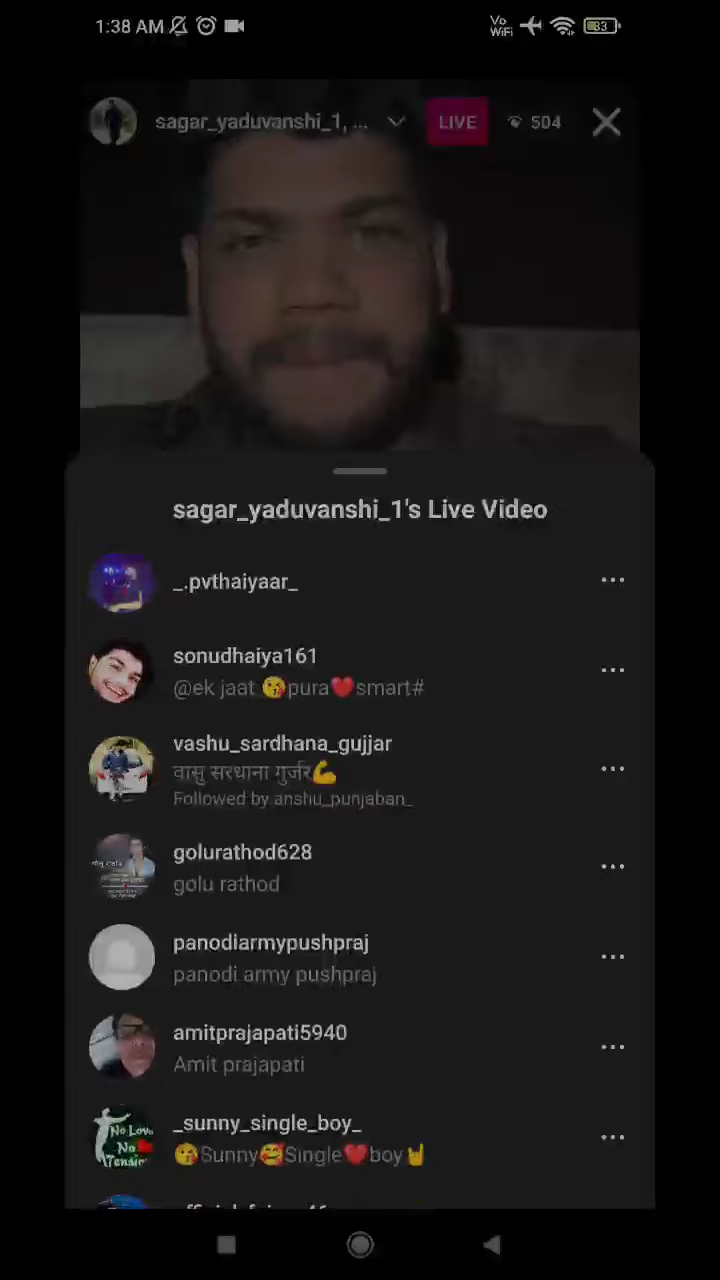 1:38 AM
Vo
WiFi
83
sagar_yaduvanshi_1, ...
LIVE
504
sagar_yaduvanshi_1's Live Video
_.pvthaiyaar_
sonudhaiya161
@ek jaat 😘pura❤️smart#
vashu_sardhana_gujjar
वासु सरधाना गुर्जर💪
Followed by anshu_punjaban_
golurathod628
golu rathod
panodiarmypushpraj
panodi army pushpraj
amitprajapati5940
Amit prajapati
No Love
No
Tension
_sunny_single_boy_
😘Sunny🥰Single❤️boy🤘